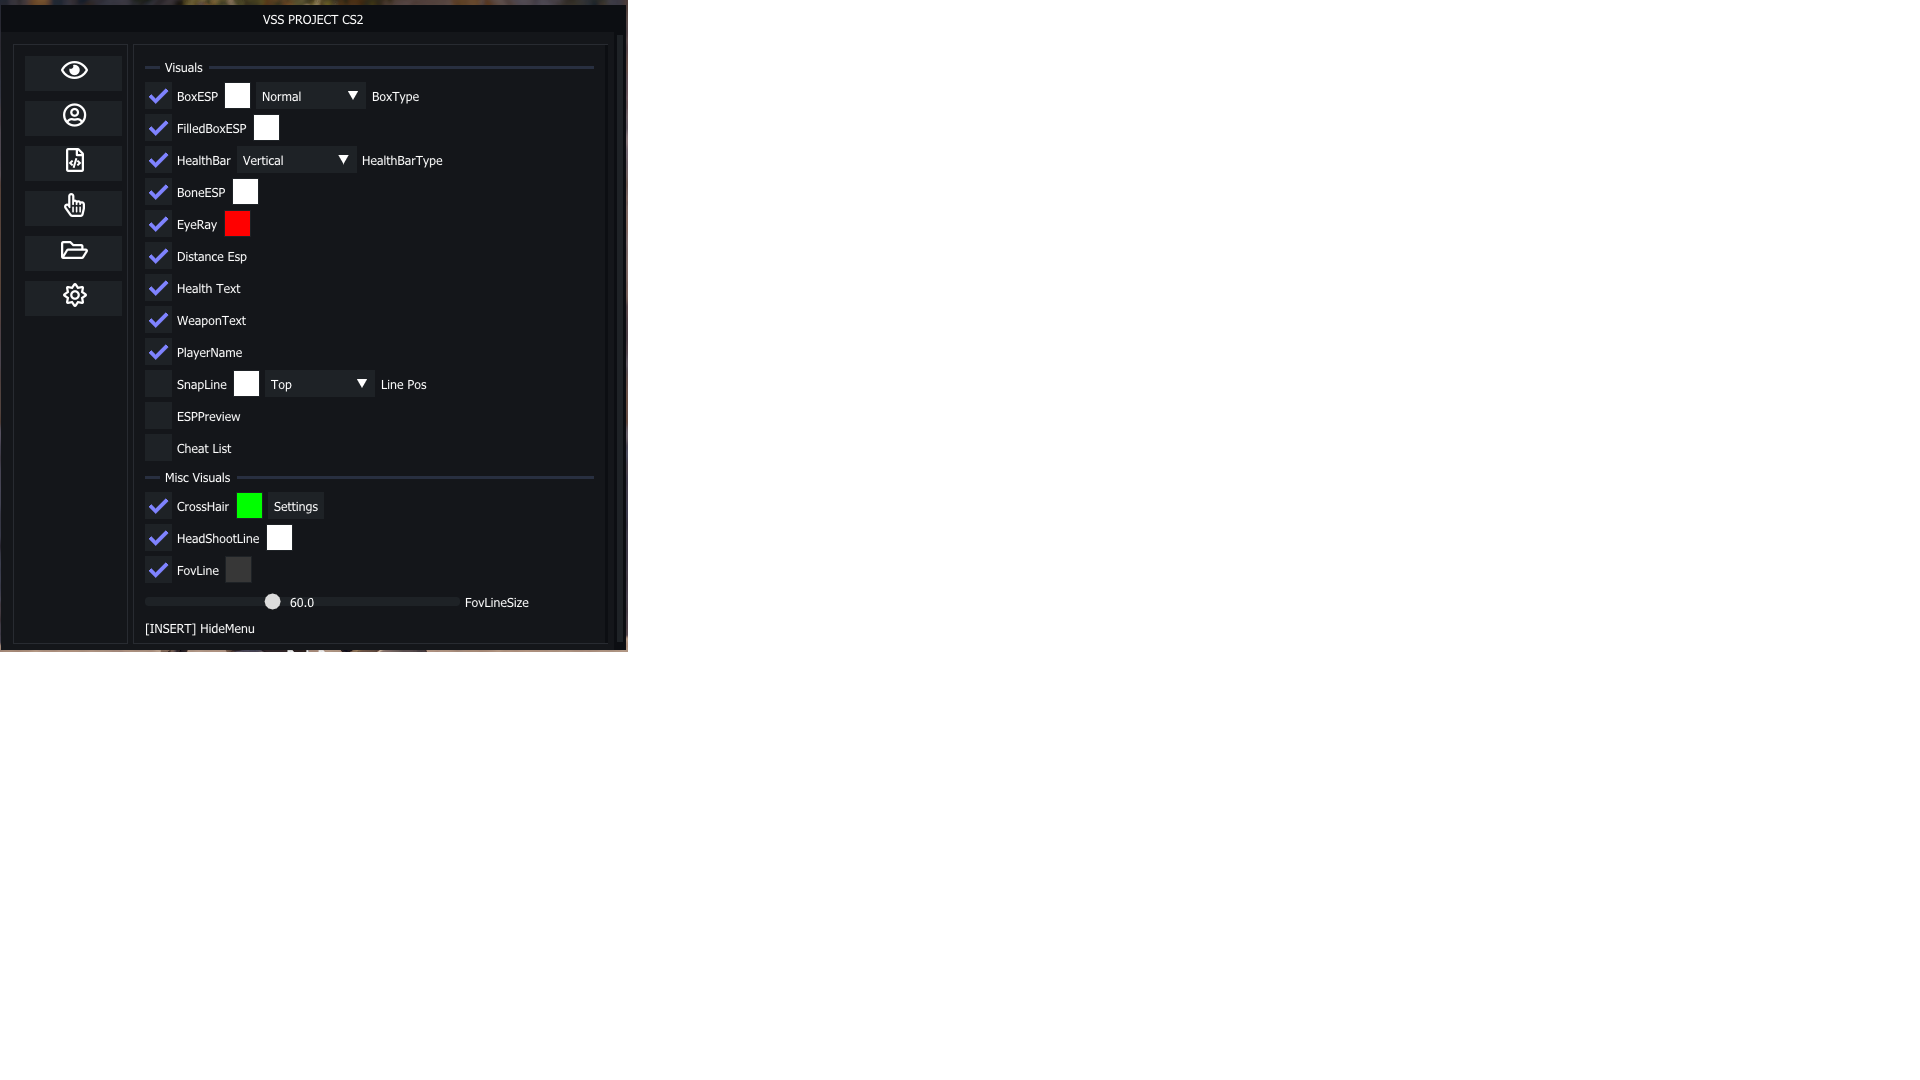 VSS PROJECT CS2
Visuals
BoxESP Normal BoxType
FilledBoxESP
HealthBar Vertical HealthBarType
BoneESP
EyeRay
Distance Esp
Health Text
WeaponText
PlayerName
SnapLine Top Line Pos
ESPPreview
Cheat List
Misc Visuals
CrossHair Settings
HeadShootLine
FovLine
60.0 FovLineSize
[INSERT] HideMenu